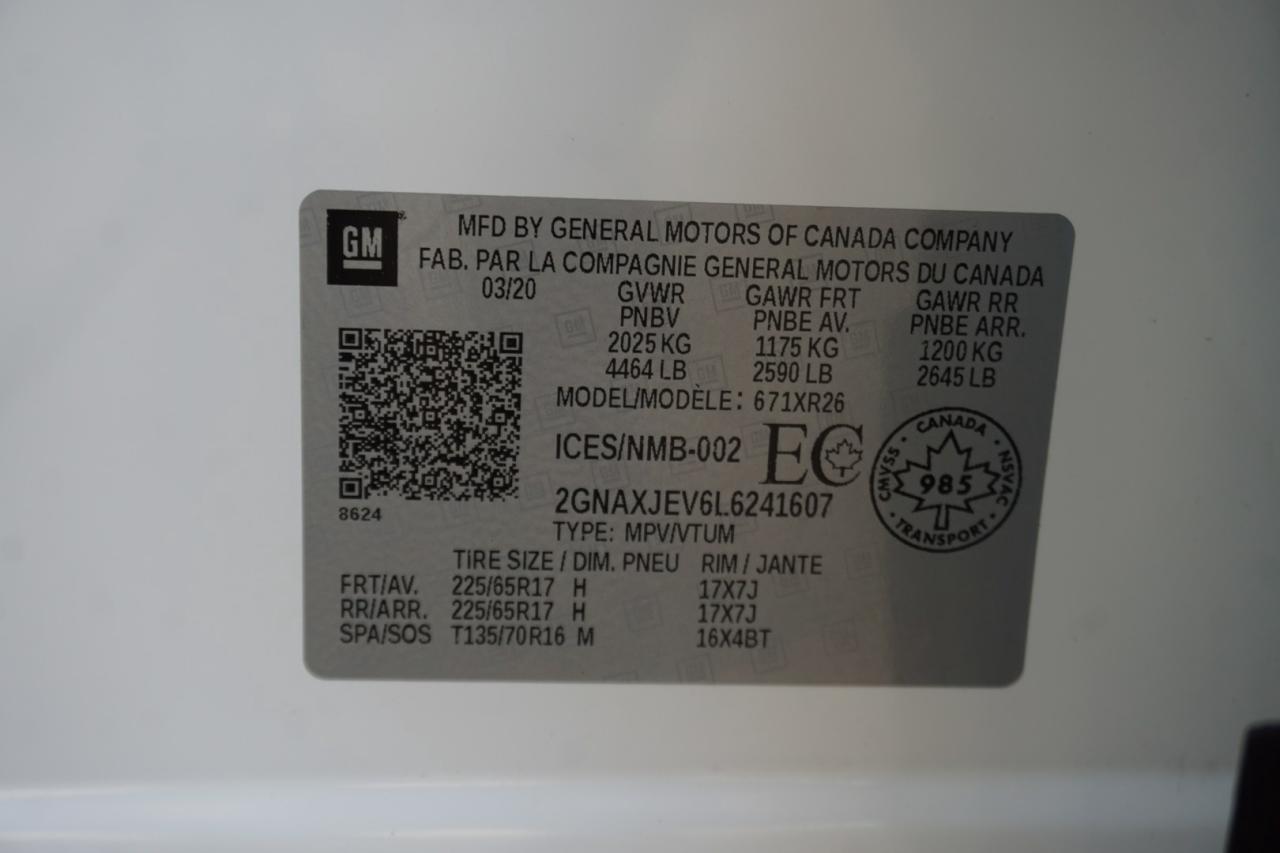 GM
MFD BY GENERAL MOTORS OF CANADA COMPANY
FAB. PAR LA COMPAGNIE GENERAL MOTORS DU CANADA
03/20 GVWR GAWR FRT GAWR RR
PNBV PNBE AV. PNBE ARR.
2025 KG 1175 KG 1200 KG
4464 LB 2590 LB 2645 LB
MODEL/MODÈLE: 671XR26
ICES/NMB-002 EC
2GNAXJEV6L6241607
TYPE: MPV/VTUM
8624
CANADA
CMVSS 985 NSVAC
TRANSPORT
TIRE SIZE / DIM. PNEU RIM / JANTE
FRT/AV. 225/65R17 H 17X7J
RR/ARR. 225/65R17 H 17X7J
SPA/SOS T135/70R16 M 16X4BT